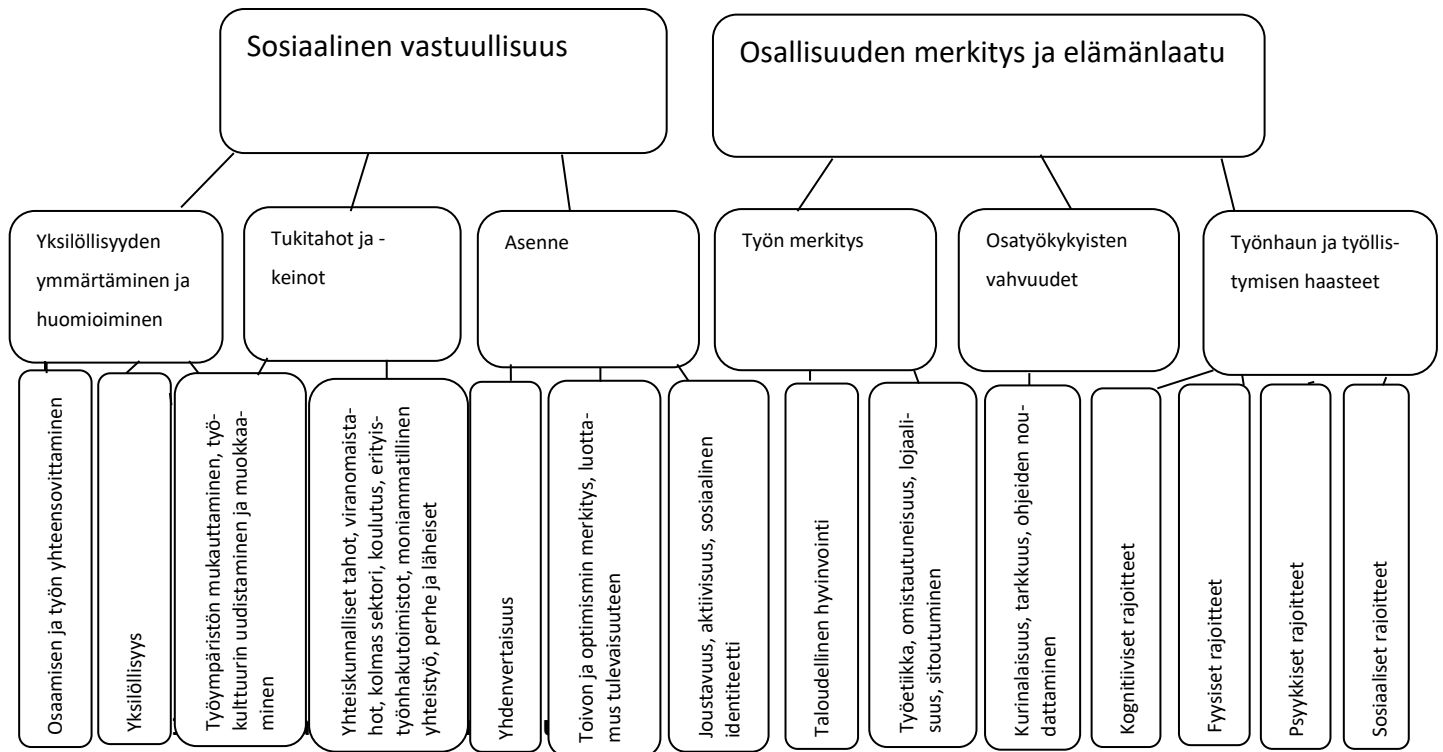 Sosiaalinen vastuullisuus
Osallisuuden merkitys ja elämänlaatu
Yksilöllisyyden
ymmärtäminen ja
huomioiminen
Tukitahot ja -
keinot
Asenne
Työn merkitys
Osatyökykyisten
vahvuudet
Työnhaun ja työllis-
tymisen haasteet
Osaamisen ja työn yhteensovittaminen
Yksilöllisyys
Työympäristön mukauttaminen, työ-
kulttuurin uudistaminen ja muokkaa-
minen
Yhteiskunnalliset tahot, viranomaista-
hot, kolmas sektori, koulutus, erityis-
työnhakutoimistot, moniammatillinen
yhteistyö, perhe ja läheiset
Yhdenvertaisuus
Toivon ja optimismin merkitys, luotta-
mus tulevaisuuteen
Joustavuus, aktiivisuus, sosiaalinen
identiteetti
Taloudellinen hyvinvointi
Työetiikka, omistautuneisuus, lojaali-
suus, sitoutuminen
Kurinalaisuus, tarkkuus, ohjeiden nou-
dattaminen
Kognitiiviset rajoitteet
Fyysiset rajoitteet
Psyykkiset rajoitteet
Sosiaaliset rajoitteet